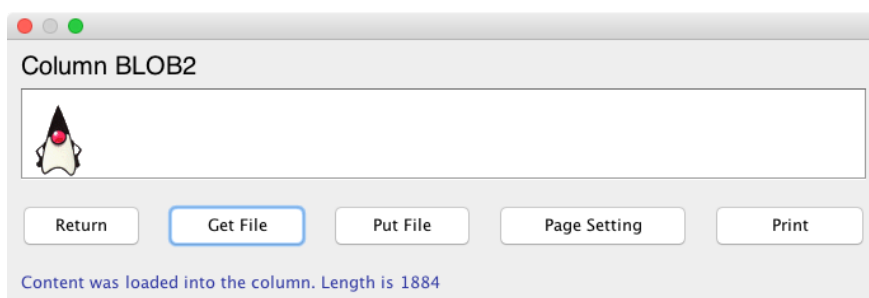 Column BLOB2
Return Get File Put File Page Setting Print
Content was loaded into the column. Length is 1884